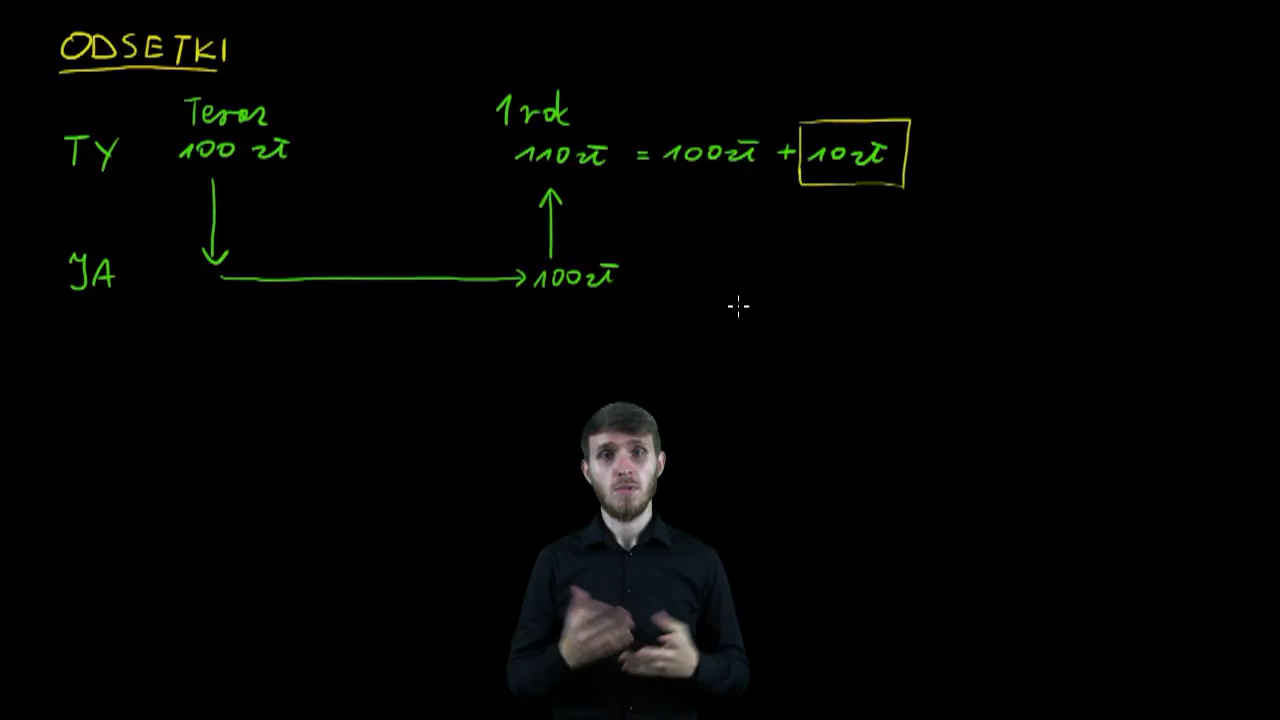 ODSETKI
Teraz 1 rok
TY 100 zł 110 zł = 100 zł + 10 zł
JA 100 zł